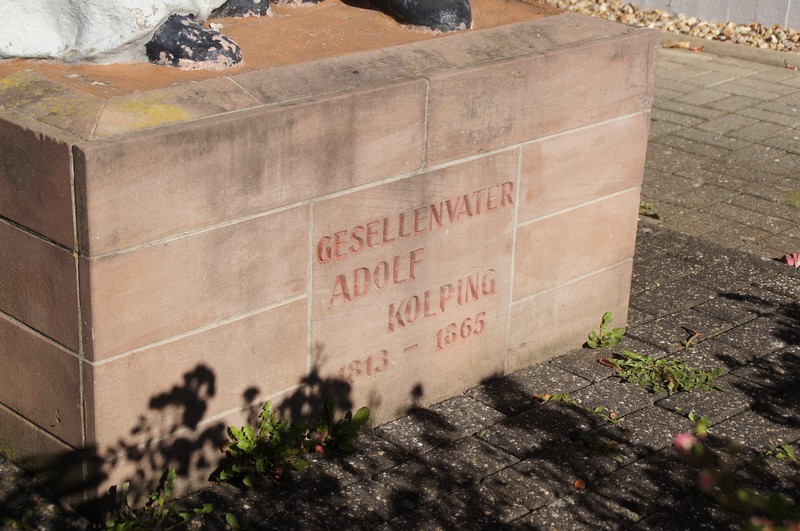 GESELLENVATER
ADOLF
KOLPING
1813 - 1865